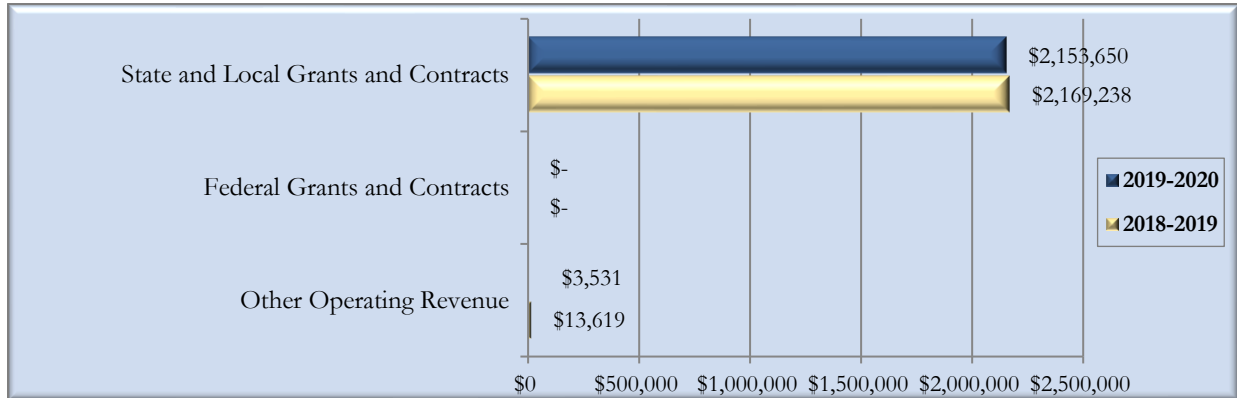 $2,153,650
State and Local Grants and Contracts
$2,169,238
$-
Federal Grants and Contracts
$-
2019-2020
2018-2019
$3,531
Other Operating Revenue
$13,619
$0 $500,000 $1,000,000 $1,500,000 $2,000,000 $2,500,000